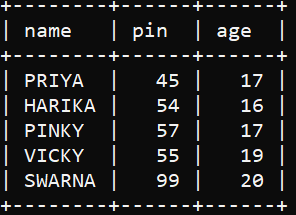 +--------+------+------+
| name   | pin  | age  |
+--------+------+------+
| PRIYA  |   45 |   17 |
| HARIKA |   54 |   16 |
| PINKY  |   57 |   17 |
| VICKY  |   55 |   19 |
| SWARNA |   99 |   20 |
+--------+------+------+